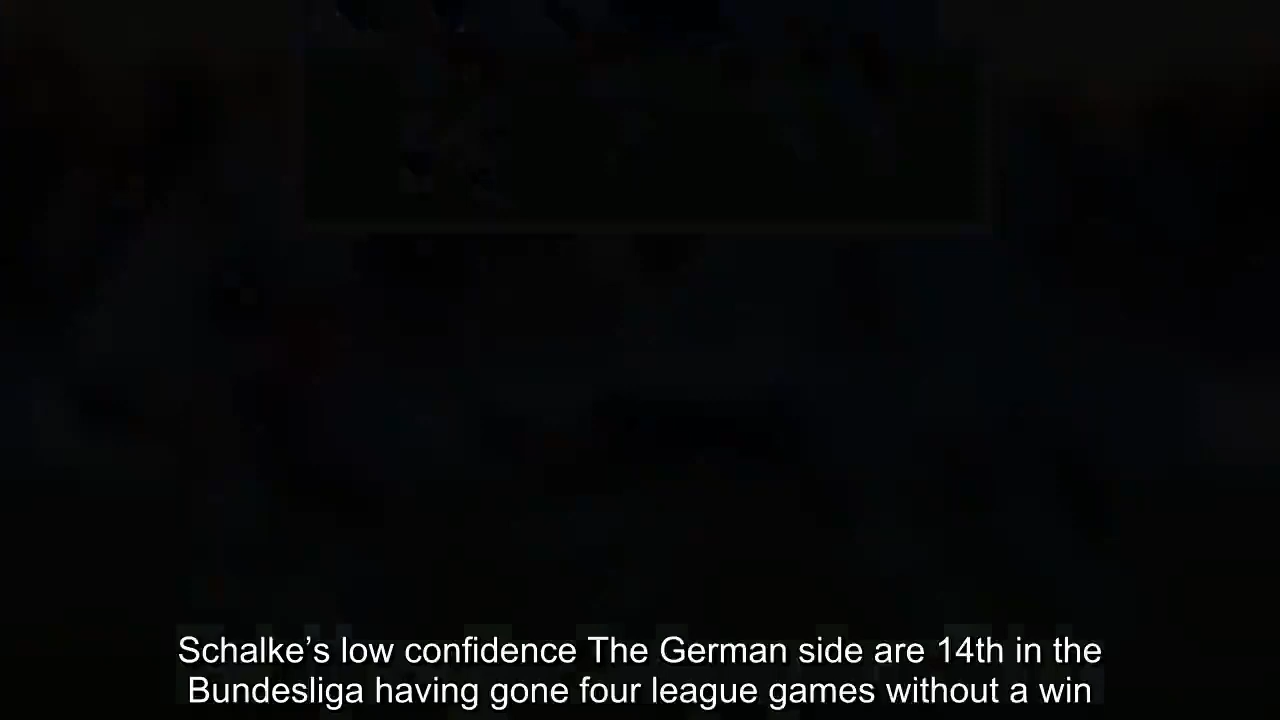 Schalke’s low confidence The German side are 14th in the
Bundesliga having gone four league games without a win